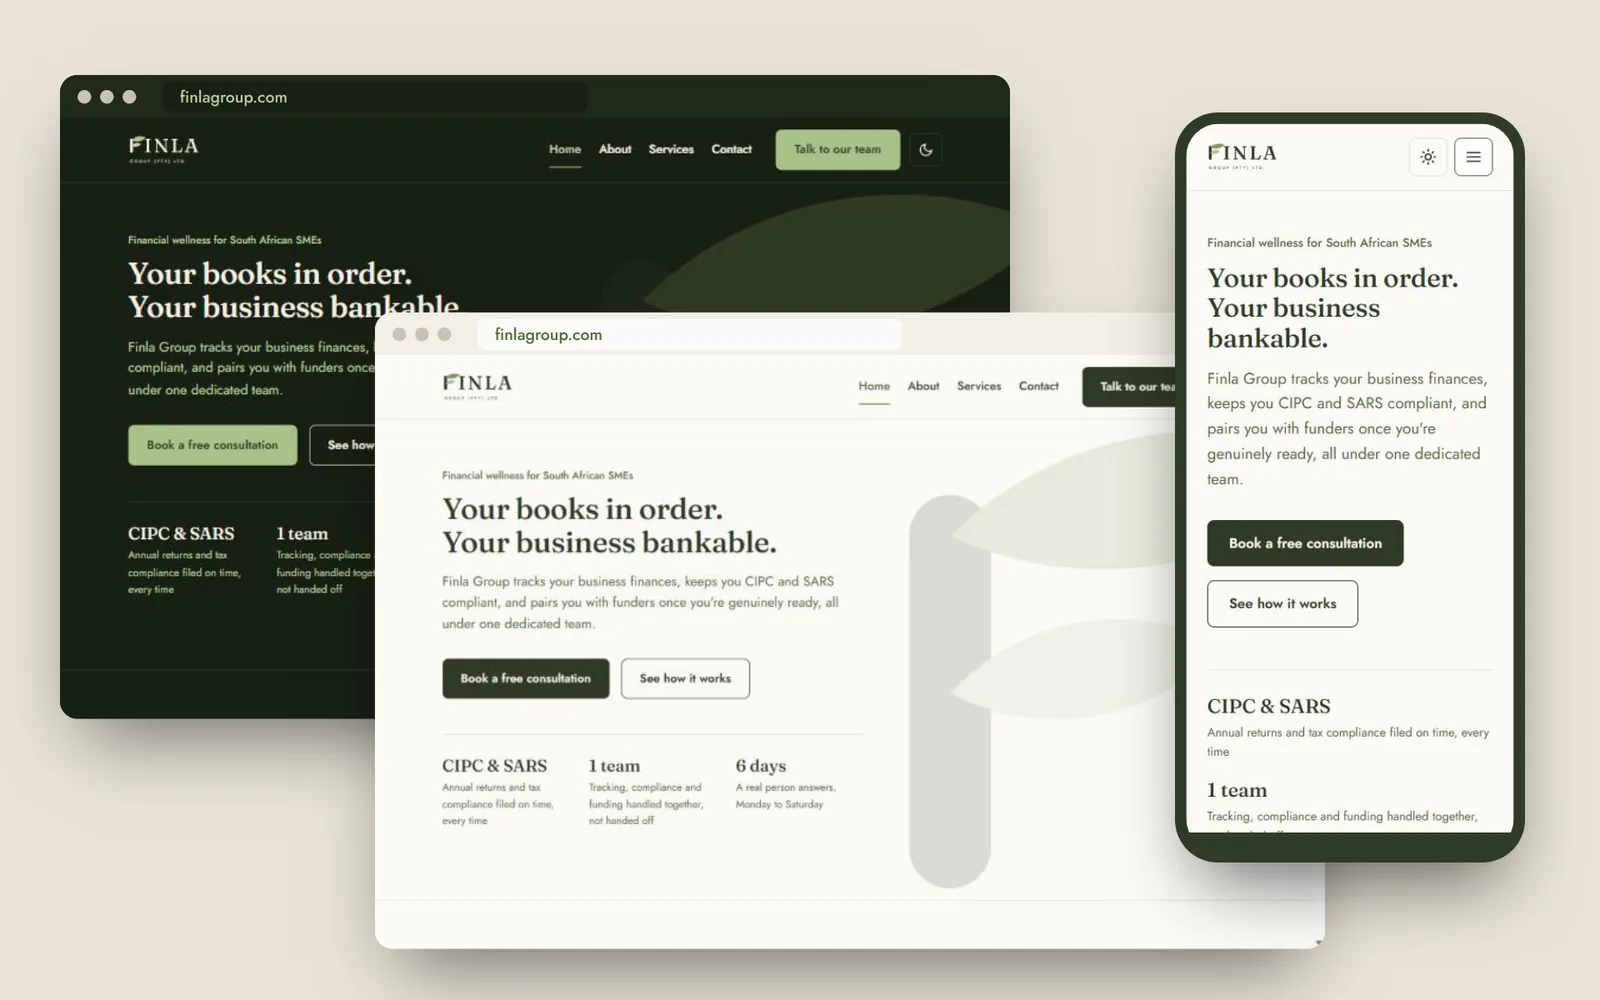 finlagroup.com
FINLA
GROUP (PTY) LTD.
Home About Services Contact Talk to our team
Financial wellness for South African SMEs
Your books in order.
Your business bankable.
Finla Group tracks your business finances,
compliant, and pairs you with funders once
under one dedicated team.
Book a free consultation See how
CIPC & SARS
Annual returns and tax
compliance filed on time,
every time
1 team
Tracking, compliance
funding handled
not handed off
finlagroup.com
FINLA
GROUP (PTY) LTD.
Home About Services Contact Talk to our
Financial wellness for South African SMEs
Your books in order.
Your business bankable.
Finla Group tracks your business finances, keeps you CIPC and SARS
compliant, and pairs you with funders once you're genuinely ready, all
under one dedicated team.
Book a free consultation See how it works
CIPC & SARS
Annual returns and tax
compliance filed on time,
every time
1 team
Tracking, compliance and
funding handled together,
not handed off
6 days
A real person answers,
Monday to Saturday
FINLA
GROUP (PTY) LTD.
Financial wellness for South African SMEs
Your books in order.
Your business
bankable.
Finla Group tracks your business finances,
keeps you CIPC and SARS compliant, and
pairs you with funders once you're
genuinely ready, all under one dedicated
team.
Book a free consultation
See how it works
CIPC & SARS
Annual returns and tax compliance filed on time, every
time
1 team
Tracking, compliance and funding handled together,